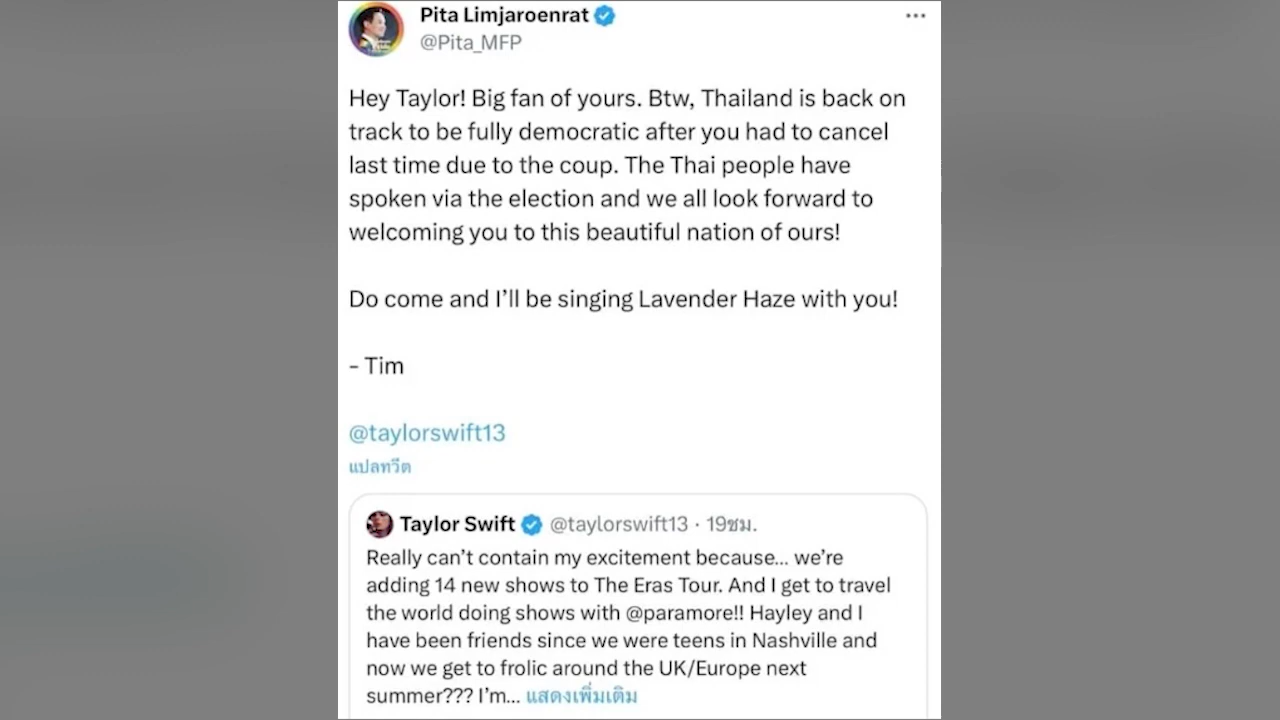 Pita Limjaroenrat
@Pita_MFP
Hey Taylor! Big fan of yours. Btw, Thailand is back on
track to be fully democratic after you had to cancel
last time due to the coup. The Thai people have
spoken via the election and we all look forward to
welcoming you to this beautiful nation of ours!
Do come and I'll be singing Lavender Haze with you!
- Tim
@taylorswift13
แปลทวีต
Taylor Swift @taylorswift13 · 19ชม.
Really can't contain my excitement because... we're
adding 14 new shows to The Eras Tour. And I get to travel
the world doing shows with @paramore!! Hayley and I
have been friends since we were teens in Nashville and
now we get to frolic around the UK/Europe next
summer??? I'm... แสดงเพิ่มเติม